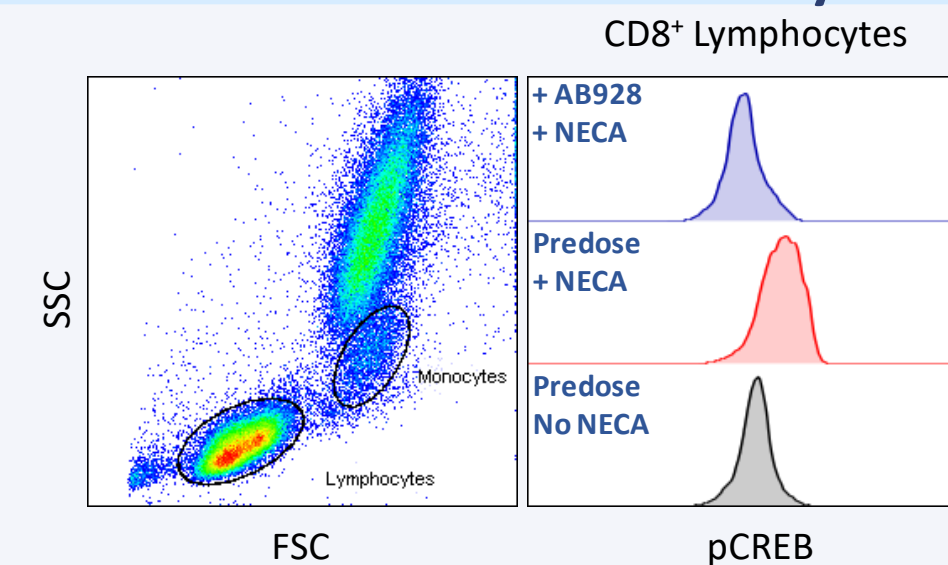 CD8⁺ Lymphocytes
SSC
Monocytes
Lymphocytes
FSC
+ AB928
+ NECA
Predose
+ NECA
Predose
No NECA
pCREB